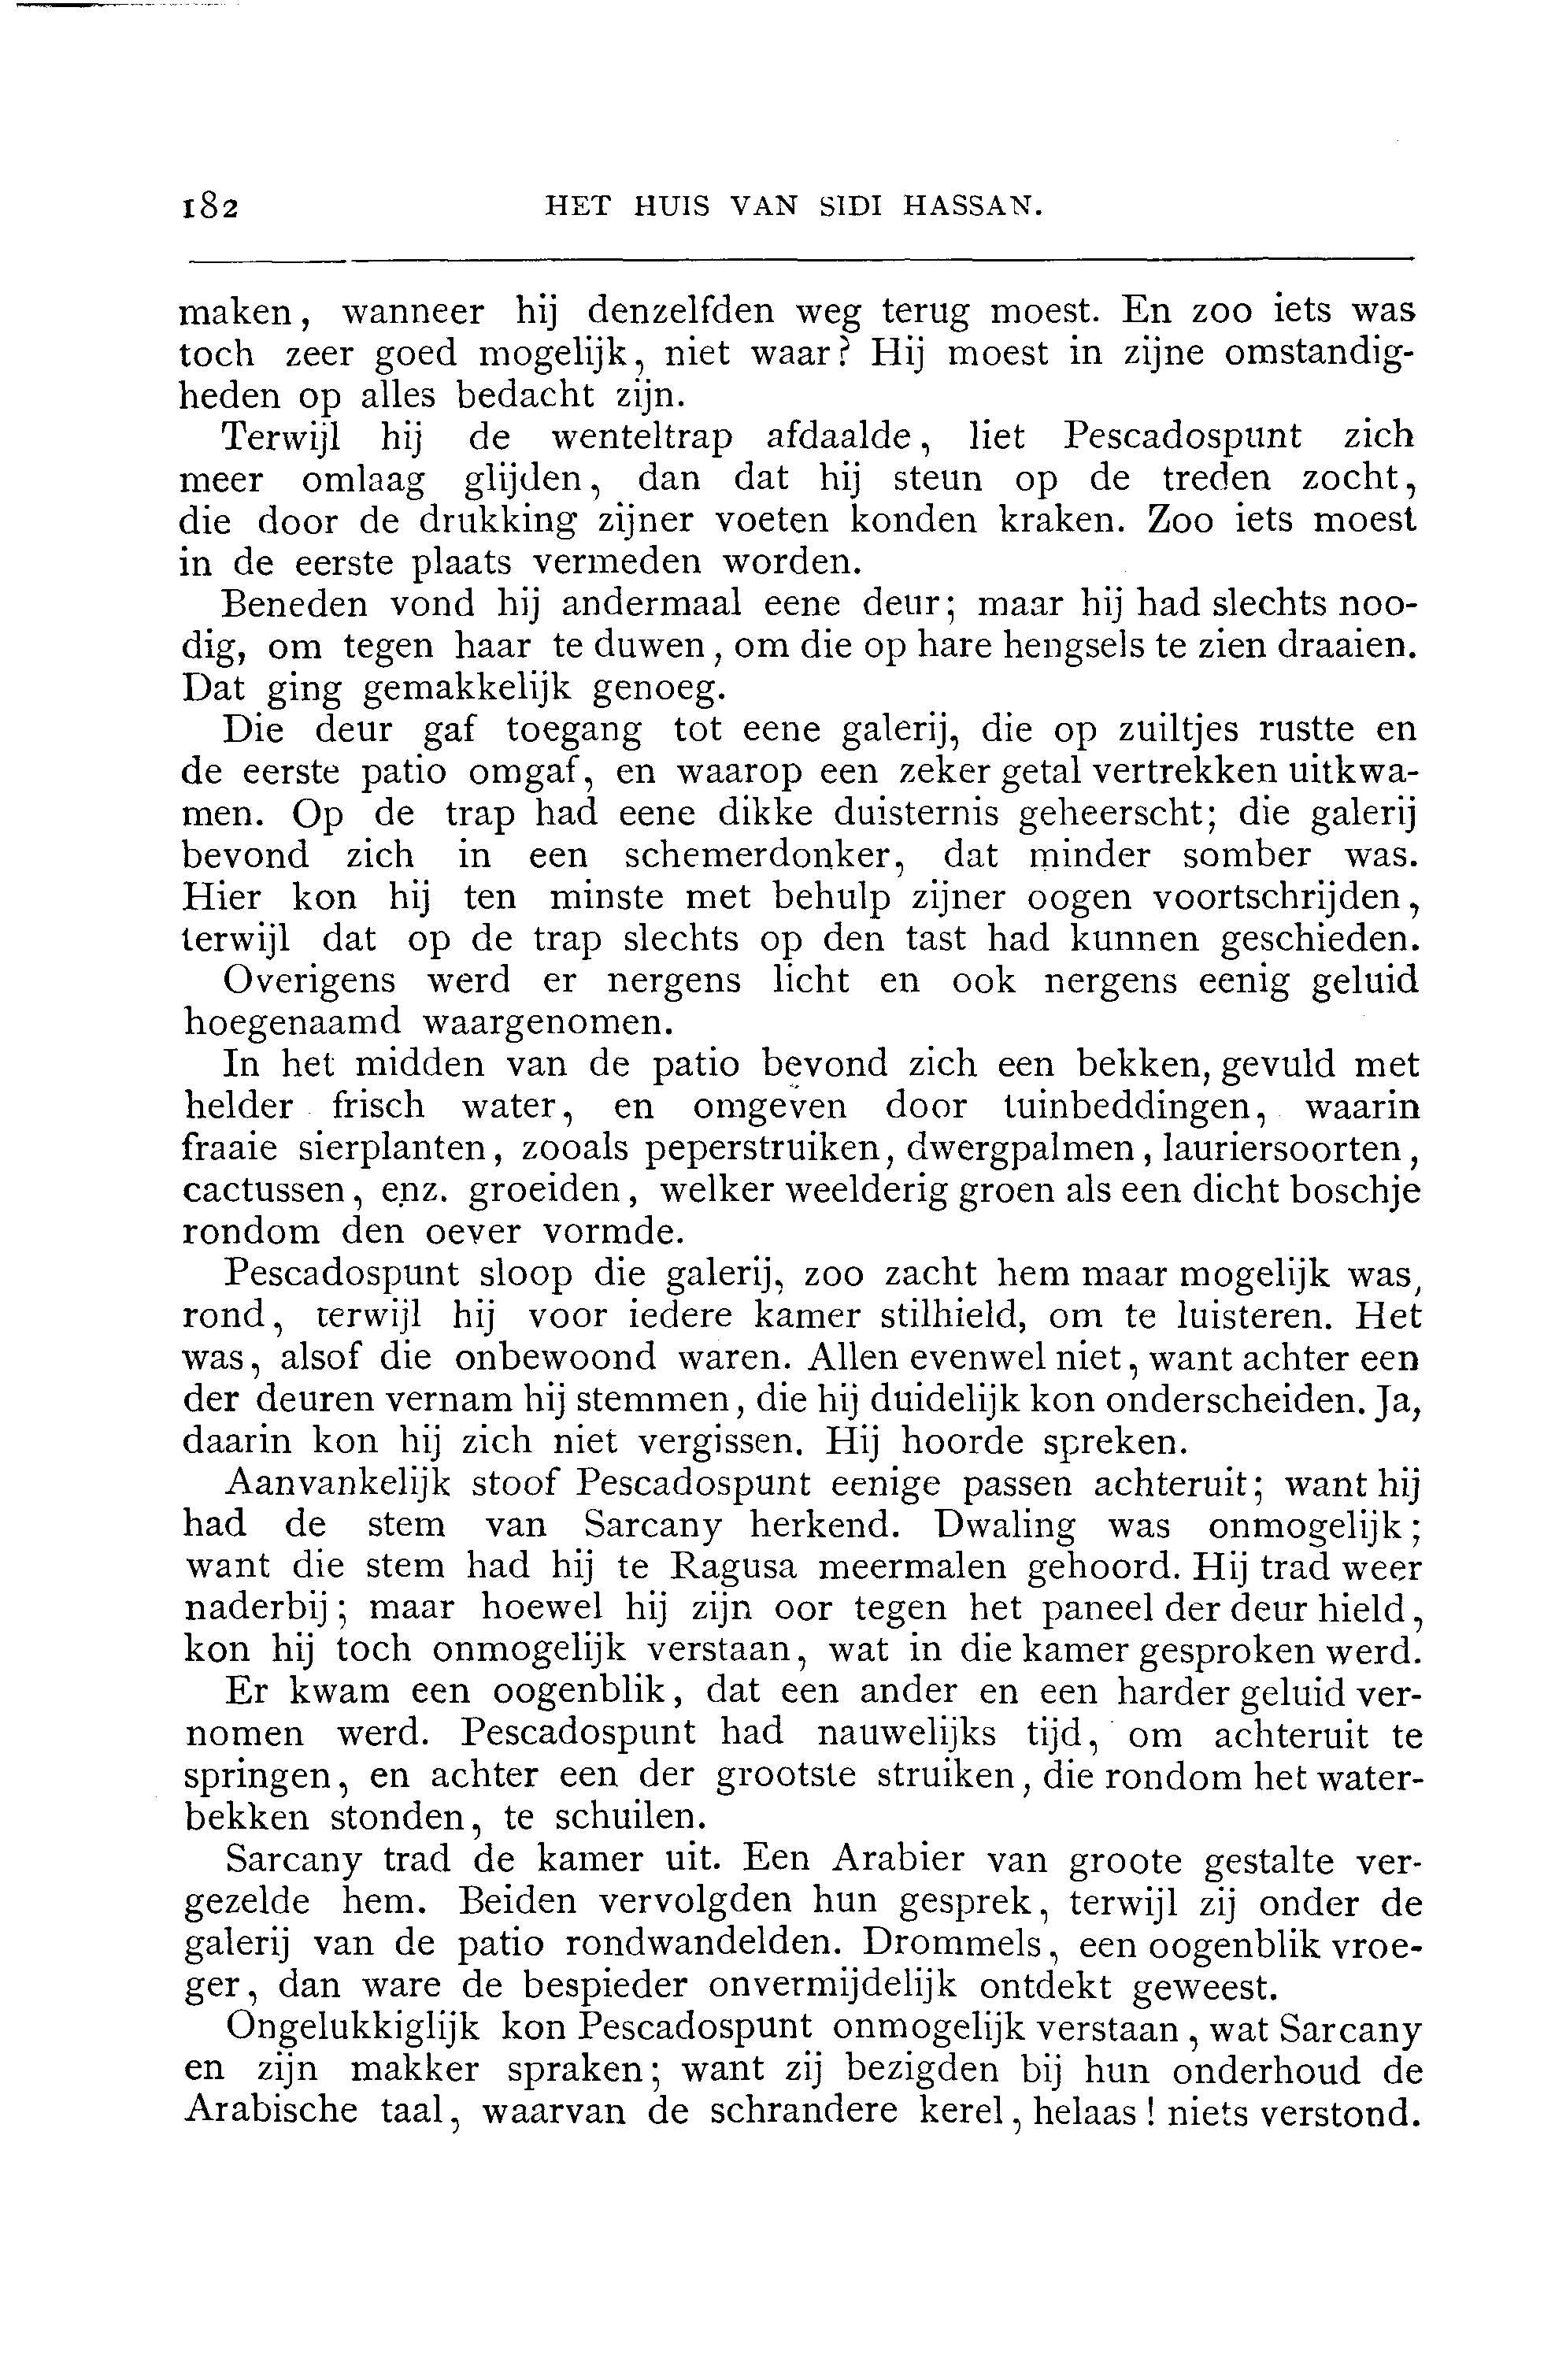 182 HET HUIS VAN SIDI HASSAN.
maken, wanneer hij denzelfden weg terug moest. En zoo iets was
toch zeer goed mogelijk, niet waar? Hij moest in zijne omstandig-
heden op alles bedacht zijn.
Terwijl hij de wenteltrap afdaalde, liet Pescadospunt zich
meer omlaag glijden, dan dat hij steun op de treden zocht,
die door de drukking zijner voeten konden kraken. Zoo iets moest
in de eerste plaats vermeden worden.
Beneden vond hij andermaal eene deur; maar hij had slechts noo-
dig, om tegen haar te duwen, om die op hare hengsels te zien draaien.
Dat ging gemakkelijk genoeg.
Die deur gaf toegang tot eene galerij, die op zuiltjes rustte en
de eerste patio omgaf, en waarop een zeker getal vertrekken uitkwa-
men. Op de trap had eene dikke duisternis geheerscht; die galerij
bevond zich in een schemerdonker, dat minder somber was.
Hier kon hij ten minste met behulp zijner oogen voortschrijden,
terwijl dat op de trap slechts op den tast had kunnen geschieden.
Overigens werd er nergens licht en ook nergens eenig geluid
hoegenaamd waargenomen.
In het midden van de patio bevond zich een bekken, gevuld met
helder frisch water, en omgeven door tuinbeddingen, waarin
fraaie sierplanten, zooals peperstruiken, dwergpalmen, lauriersoorten,
cactussen, enz. groeiden, welker weelderig groen als een dicht boschje
rondom den oever vormde.
Pescadospunt sloop die galerij, zoo zacht hem maar mogelijk was,
rond, terwijl hij voor iedere kamer stilhield, om te luisteren. Het
was, alsof die onbewoond waren. Allen evenwel niet, want achter een
der deuren vernam hij stemmen, die hij duidelijk kon onderscheiden. Ja,
daarin kon hij zich niet vergissen. Hij hoorde spreken.
Aanvankelijk stoof Pescadospunt eenige passen achteruit; want hij
had de stem van Sarcany herkend. Dwaling was onmogelijk;
want die stem had hij te Ragusa meermalen gehoord. Hij trad weer
naderbij; maar hoewel hij zijn oor tegen het paneel der deur hield,
kon hij toch onmogelijk verstaan, wat in die kamer gesproken werd.
Er kwam een oogenblik, dat een ander en een harder geluid ver-
nomen werd. Pescadospunt had nauwelijks tijd, om achteruit te
springen, en achter een der grootste struiken, die rondom het water-
bekken stonden, te schuilen.
Sarcany trad de kamer uit. Een Arabier van groote gestalte ver-
gezelde hem. Beiden vervolgden hun gesprek, terwijl zij onder de
galerij van de patio rondwandelden. Drommels, een oogenblik vroe-
ger, dan ware de bespieder onvermijdelijk ontdekt geweest.
Ongelukkiglijk kon Pescadospunt onmogelijk verstaan, wat Sarcany
en zijn makker spraken; want zij bezigden bij hun onderhoud de
Arabische taal, waarvan de schrandere kerel, helaas! niets verstond.